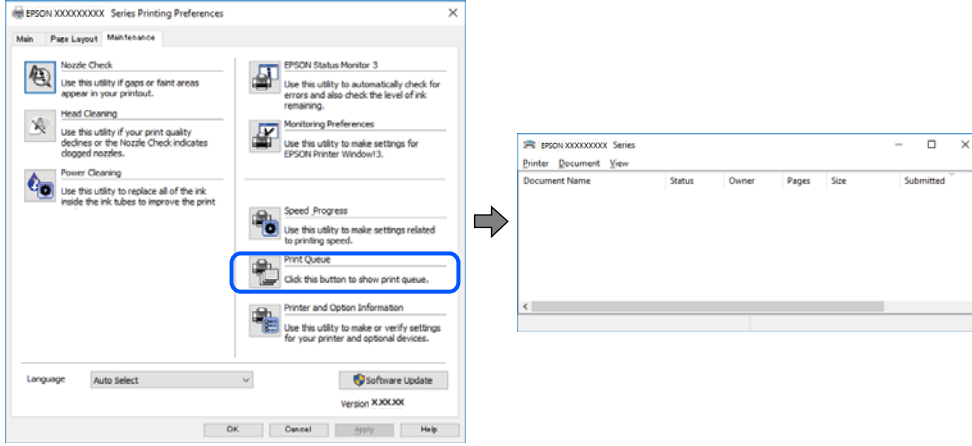 EPSON XXXXXXXXX Series Printing Preferences
Main Page Layout Maintenance
Nozzle Check
Use this utility if gaps or faint areas
appear in your printout.
Head Cleaning
Use this utility if your print quality
declines or the Nozzle Check indicates
clogged nozzles.
Power Cleaning
Use this utility to replace all of the ink
inside the ink tubes to improve the print
EPSON Status Monitor 3
Use this utility to automatically check for
errors and also check the level of ink
remaining.
Monitoring Preferences
Use this utility to make settings for
EPSON Printer Window!3.
Speed Progress
Use this utility to make settings related
to printing speed.
Print Queue
Click this button to show print queue.
Printer and Option Information
Use this utility to make or verify settings
for your printer and optional devices.
Language Auto Select
Software Update
Version X.XX.XX
OK Cancel Apply Help
EPSON XXXXXXXXX Series
Printer Document View
Document Name Status Owner Pages Size Submitted